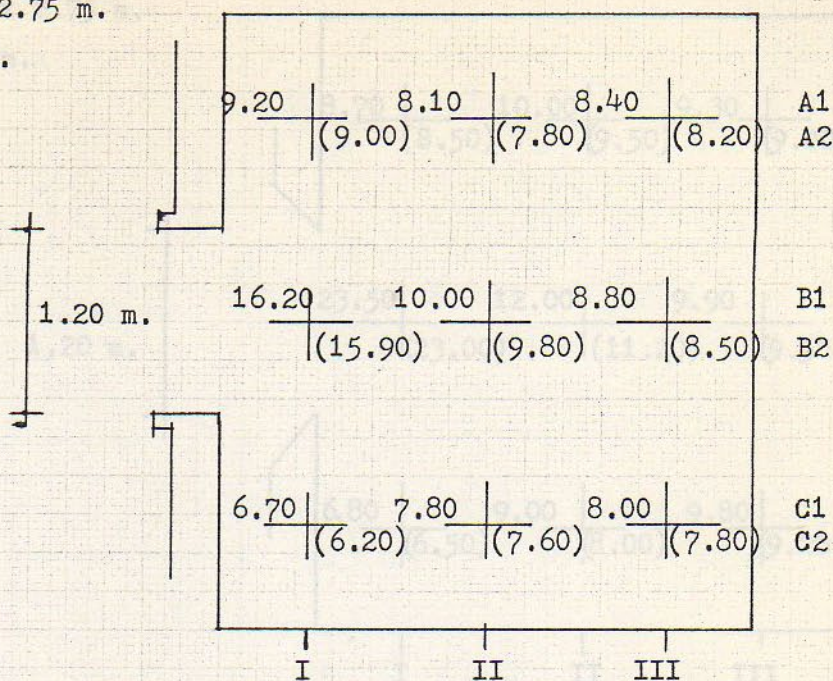 2.75 m.
9.20 8.10 8.40 A1
(9.00) (7.80) (8.20) A2
16.20 10.00 8.80 B1
1.20 m.
(15.90) (9.80) (8.50) B2
6.70 7.80 8.00 C1
(6.20) (7.60) (7.80) C2
I II III